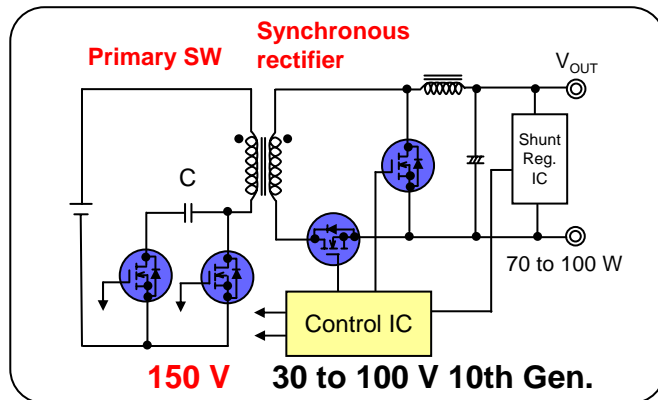 Primary SW
Synchronous
rectifier
V_OUT
C
Shunt
Reg.
IC
70 to 100 W
Control IC
150 V
30 to 100 V 10th Gen.